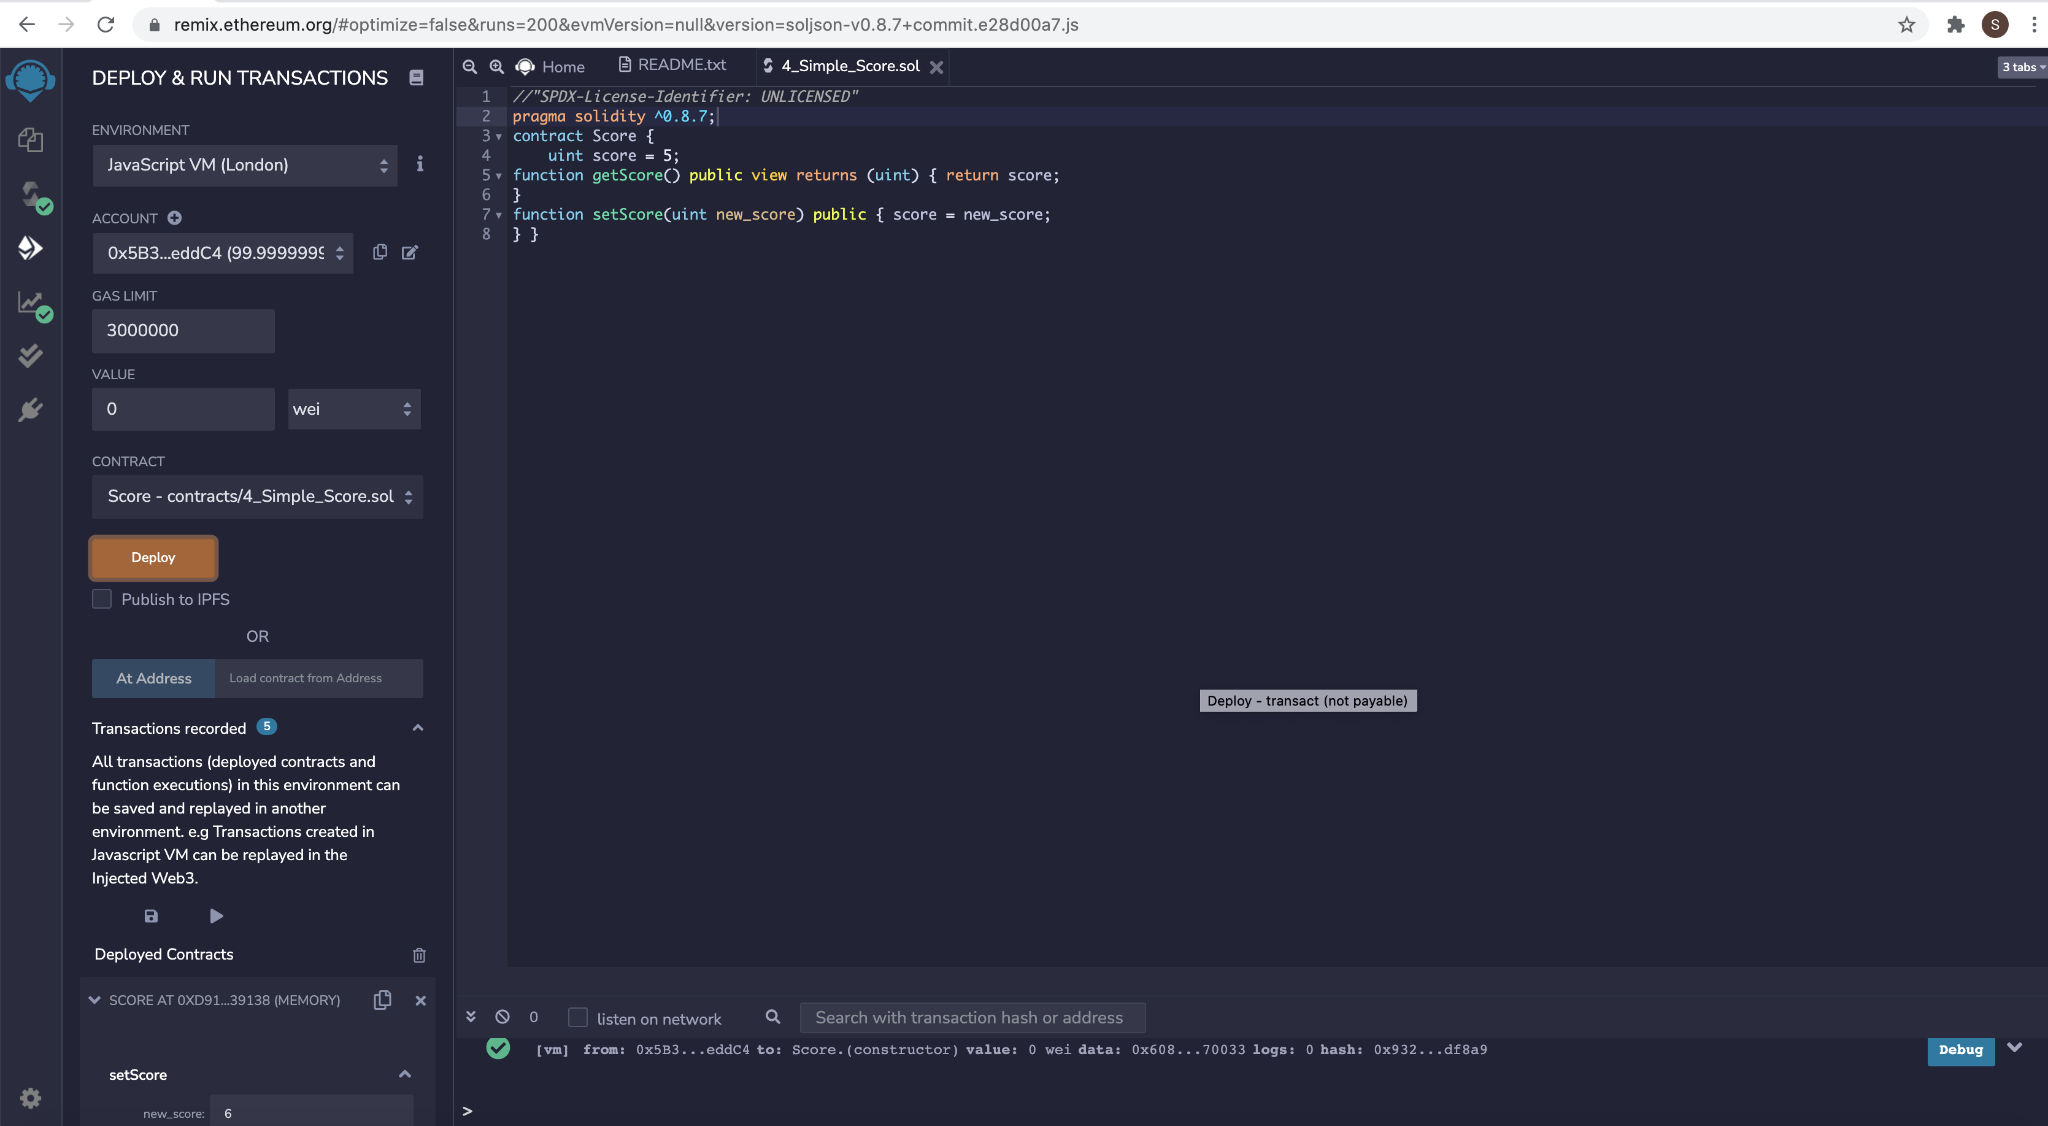 remix.ethereum.org/#optimize=false&runs=200&evmVersion=null&version=soljson-v0.8.7+commit.e28d00a7.js
S
DEPLOY & RUN TRANSACTIONS
ENVIRONMENT
JavaScript VM (London)
i
ACCOUNT
0x5B3...eddC4 (99.9999999
GAS LIMIT
3000000
VALUE
0
wei
CONTRACT
Score - contracts/4_Simple_Score.sol
Deploy
Publish to IPFS
OR
At Address
Load contract from Address
Transactions recorded 5
All transactions (deployed contracts and
function executions) in this environment can
be saved and replayed in another
environment. e.g Transactions created in
Javascript VM can be replayed in the
Injected Web3.
Deployed Contracts
SCORE AT 0XD91...39138 (MEMORY)
setScore
new_score: 6
Home
README.txt
4_Simple_Score.sol
3 tabs
1 //"SPDX-License-Identifier: UNLICENSED"
2 pragma solidity ^0.8.7;
3 contract Score {
4 uint score = 5;
5 function getScore() public view returns (uint) { return score;
6 }
7 function setScore(uint new_score) public { score = new_score;
8 } }
Deploy - transact (not payable)
0
listen on network
Search with transaction hash or address
[vm] from: 0x5B3...eddC4 to: Score.(constructor) value: 0 wei data: 0x608...70033 logs: 0 hash: 0x932...df8a9
Debug
>